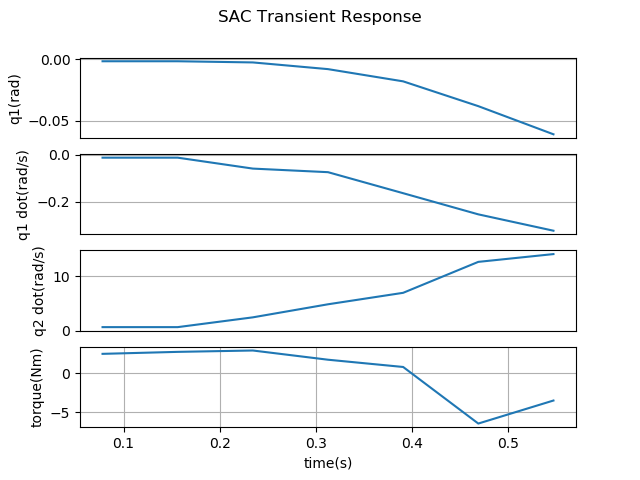 SAC Transient Response
0.00
−0.05
q1(rad)
0.0
−0.2
q1 dot(rad/s)
10
0
q2 dot(rad/s)
0
−5
torque(Nm)
0.1 0.2 0.3 0.4 0.5
time(s)